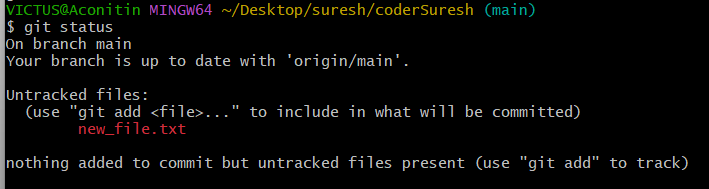 VICTUS@Aconitin MINGW64 ~/Desktop/suresh/coderSuresh (main)
$ git status
On branch main
Your branch is up to date with 'origin/main'.
Untracked files:
(use "git add <file>..." to include in what will be committed)
new_file.txt
nothing added to commit but untracked files present (use "git add" to track)